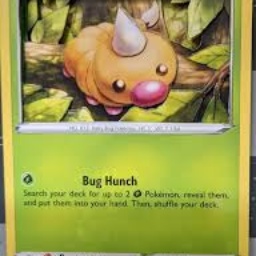 Bug Hunch
Search your deck for up to 2 Pokémon, reveal them,
and put them into your hand. Then, shuffle your deck.